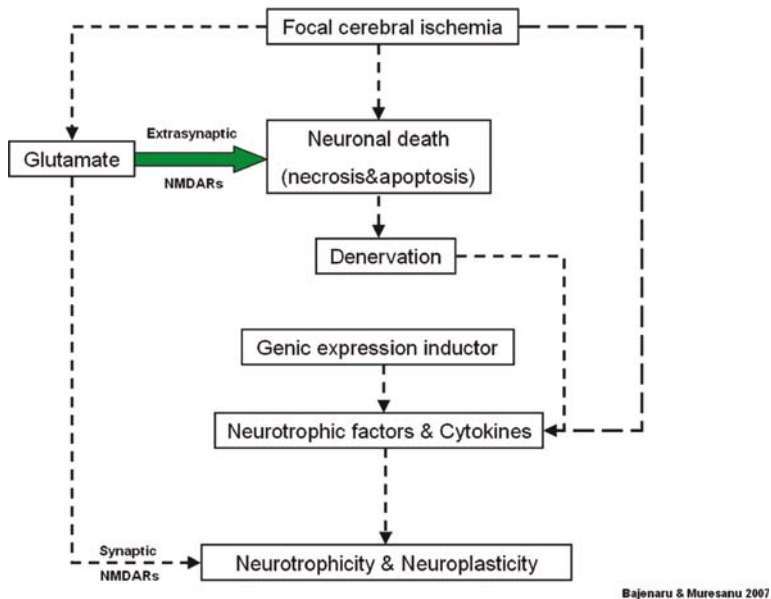 Focal cerebral ischemia
Extrasynaptic
Glutamate
NMDARs
Neuronal death
(necrosis&apoptosis)
Denervation
Genic expression inductor
Neurotrophic factors & Cytokines
Synaptic
NMDARs
Neurotrophicity & Neuroplasticity
Bajenaru & Muresanu 2007